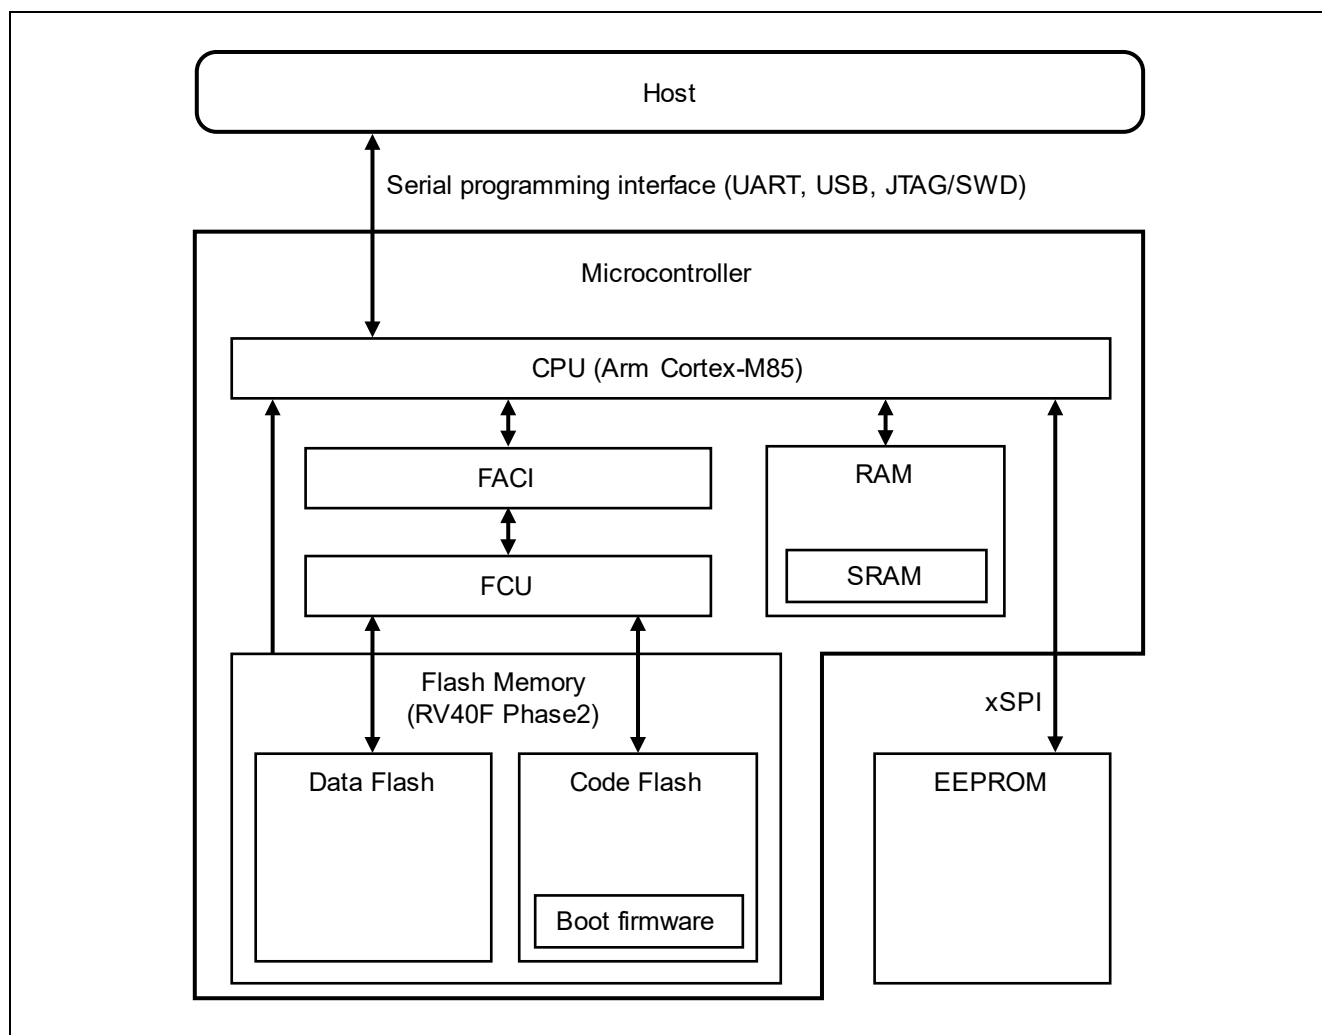 Host
Serial programming interface (UART, USB, JTAG/SWD)
Microcontroller
CPU (Arm Cortex-M85)
FACI
RAM
FCU
SRAM
Flash Memory
(RV40F Phase2)
xSPI
Data Flash
Code Flash
EEPROM
Boot firmware